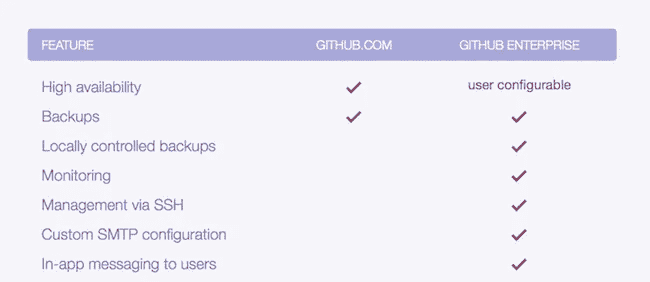 FEATURE GITHUB.COM GITHUB ENTERPRISE
High availability ✓ user configurable
Backups ✓ ✓
Locally controlled backups ✓
Monitoring ✓
Management via SSH ✓
Custom SMTP configuration ✓
In-app messaging to users ✓